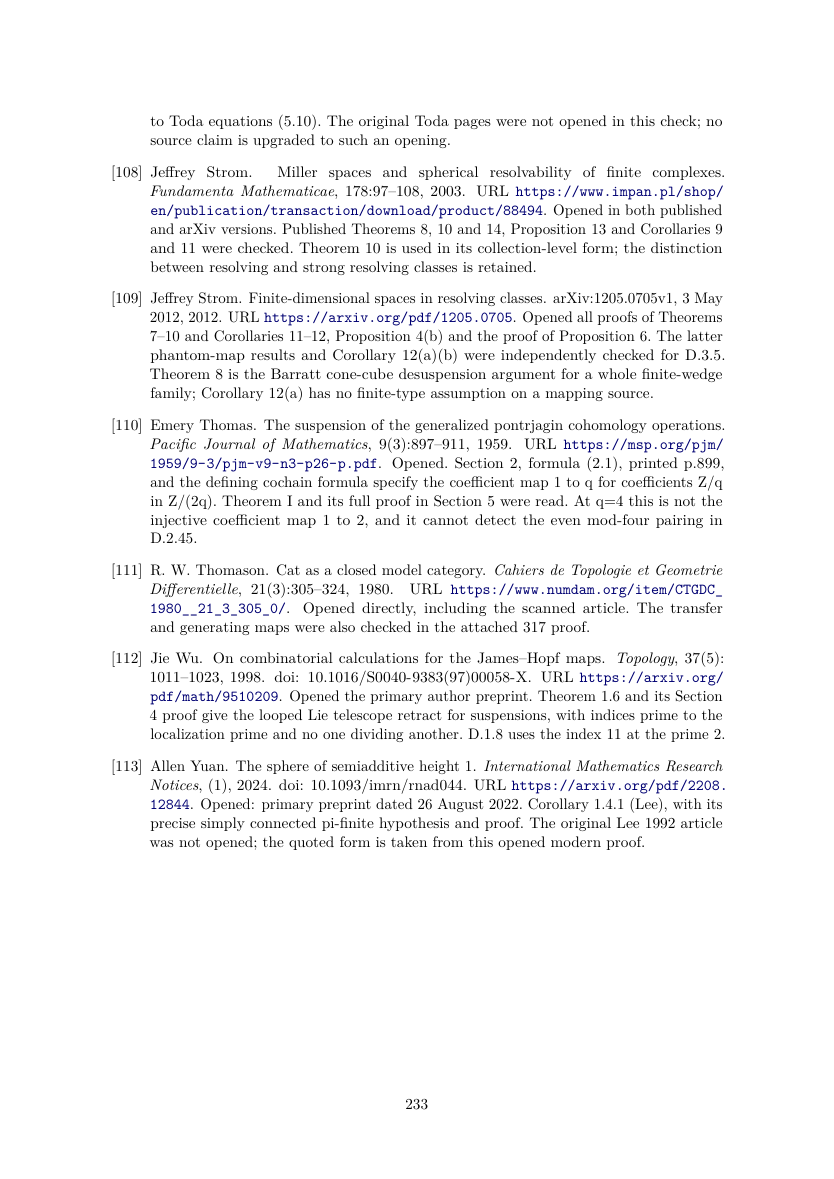 to Toda equations (5.10). The original Toda pages were not opened in this check; no
source claim is upgraded to such an opening.
[108] Jeffrey Strom. Miller spaces and spherical resolvability of finite complexes.
Fundamenta Mathematicae, 178:97–108, 2003. URL https://www.impan.pl/shop/
en/publication/transaction/download/product/88494. Opened in both published
and arXiv versions. Published Theorems 8, 10 and 14, Proposition 13 and Corollaries 9
and 11 were checked. Theorem 10 is used in its collection-level form; the distinction
between resolving and strong resolving classes is retained.
[109] Jeffrey Strom. Finite-dimensional spaces in resolving classes. arXiv:1205.0705v1, 3 May
2012, 2012. URL https://arxiv.org/pdf/1205.0705. Opened all proofs of Theorems
7–10 and Corollaries 11–12, Proposition 4(b) and the proof of Proposition 6. The latter
phantom-map results and Corollary 12(a)(b) were independently checked for D.3.5.
Theorem 8 is the Barratt cone-cube desuspension argument for a whole finite-wedge
family; Corollary 12(a) has no finite-type assumption on a mapping source.
[110] Emery Thomas. The suspension of the generalized pontrjagin cohomology operations.
Pacific Journal of Mathematics, 9(3):897–911, 1959. URL https://msp.org/pjm/
1959/9-3/pjm-v9-n3-p26-p.pdf. Opened. Section 2, formula (2.1), printed p.899,
and the defining cochain formula specify the coefficient map 1 to q for coefficients Z/q
in Z/(2q). Theorem I and its full proof in Section 5 were read. At q=4 this is not the
injective coefficient map 1 to 2, and it cannot detect the even mod-four pairing in
D.2.45.
[111] R. W. Thomason. Cat as a closed model category. Cahiers de Topologie et Geometrie
Differentielle, 21(3):305–324, 1980. URL https://www.numdam.org/item/CTGDC_
1980__21_3_305_0/. Opened directly, including the scanned article. The transfer
and generating maps were also checked in the attached 317 proof.
[112] Jie Wu. On combinatorial calculations for the James–Hopf maps. Topology, 37(5):
1011–1023, 1998. doi: 10.1016/S0040-9383(97)00058-X. URL https://arxiv.org/
pdf/math/9510209. Opened the primary author preprint. Theorem 1.6 and its Section
4 proof give the looped Lie telescope retract for suspensions, with indices prime to the
localization prime and no one dividing another. D.1.8 uses the index 11 at the prime 2.
[113] Allen Yuan. The sphere of semiadditive height 1. International Mathematics Research
Notices, (1), 2024. doi: 10.1093/imrn/rnad044. URL https://arxiv.org/pdf/2208.
12844. Opened: primary preprint dated 26 August 2022. Corollary 1.4.1 (Lee), with its
precise simply connected pi-finite hypothesis and proof. The original Lee 1992 article
was not opened; the quoted form is taken from this opened modern proof.
233